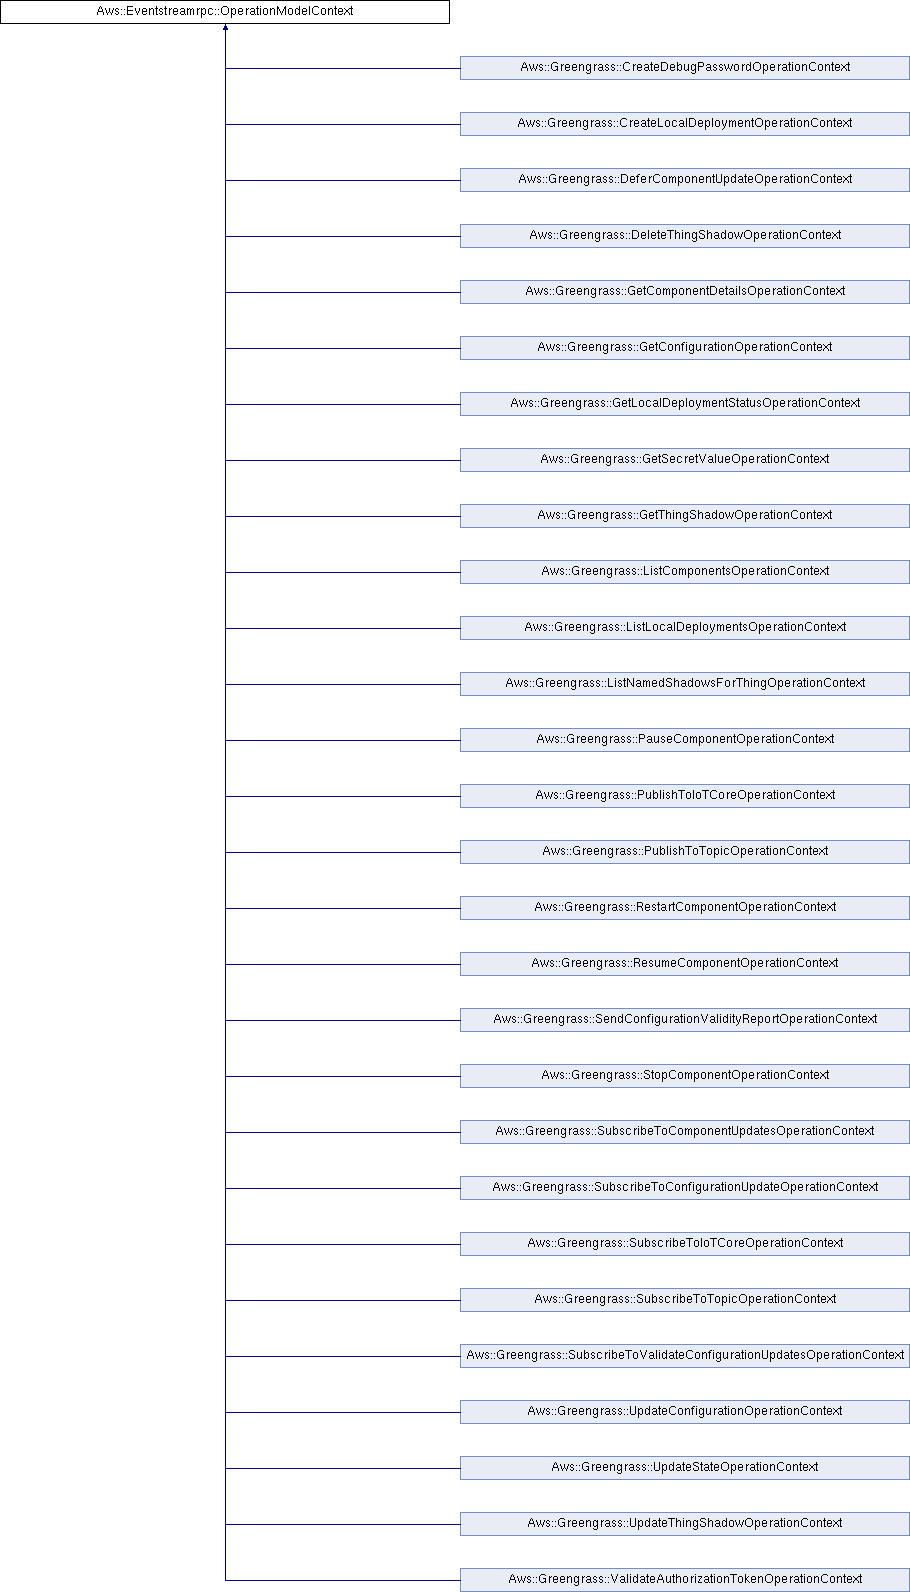 Aws::Eventstreamrpc::OperationModelContext
Aws::Greengrass::CreateDebugPasswordOperationContext
Aws::Greengrass::CreateLocalDeploymentOperationContext
Aws::Greengrass::DeferComponentUpdateOperationContext
Aws::Greengrass::DeleteThingShadowOperationContext
Aws::Greengrass::GetComponentDetailsOperationContext
Aws::Greengrass::GetConfigurationOperationContext
Aws::Greengrass::GetLocalDeploymentStatusOperationContext
Aws::Greengrass::GetSecretValueOperationContext
Aws::Greengrass::GetThingShadowOperationContext
Aws::Greengrass::ListComponentsOperationContext
Aws::Greengrass::ListLocalDeploymentsOperationContext
Aws::Greengrass::ListNamedShadowsForThingOperationContext
Aws::Greengrass::PauseComponentOperationContext
Aws::Greengrass::PublishToIoTCoreOperationContext
Aws::Greengrass::PublishToTopicOperationContext
Aws::Greengrass::RestartComponentOperationContext
Aws::Greengrass::ResumeComponentOperationContext
Aws::Greengrass::SendConfigurationValidityReportOperationContext
Aws::Greengrass::StopComponentOperationContext
Aws::Greengrass::SubscribeToComponentUpdatesOperationContext
Aws::Greengrass::SubscribeToConfigurationUpdateOperationContext
Aws::Greengrass::SubscribeToIoTCoreOperationContext
Aws::Greengrass::SubscribeToTopicOperationContext
Aws::Greengrass::SubscribeToValidateConfigurationUpdatesOperationContext
Aws::Greengrass::UpdateConfigurationOperationContext
Aws::Greengrass::UpdateStateOperationContext
Aws::Greengrass::UpdateThingShadowOperationContext
Aws::Greengrass::ValidateAuthorizationTokenOperationContext